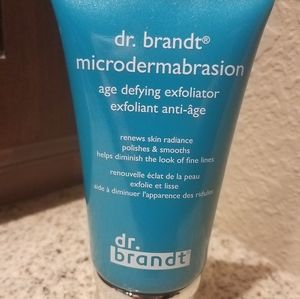 dr. brandt®
microdermabrasion
age defying exfoliator
exfoliant anti-âge
renews skin radiance
polishes & smooths
helps diminish the look of fine lines
renouvelle éclat de la peau
exfolie et lisse
aide à diminuer l'apparence des ridules
dr.
brandt